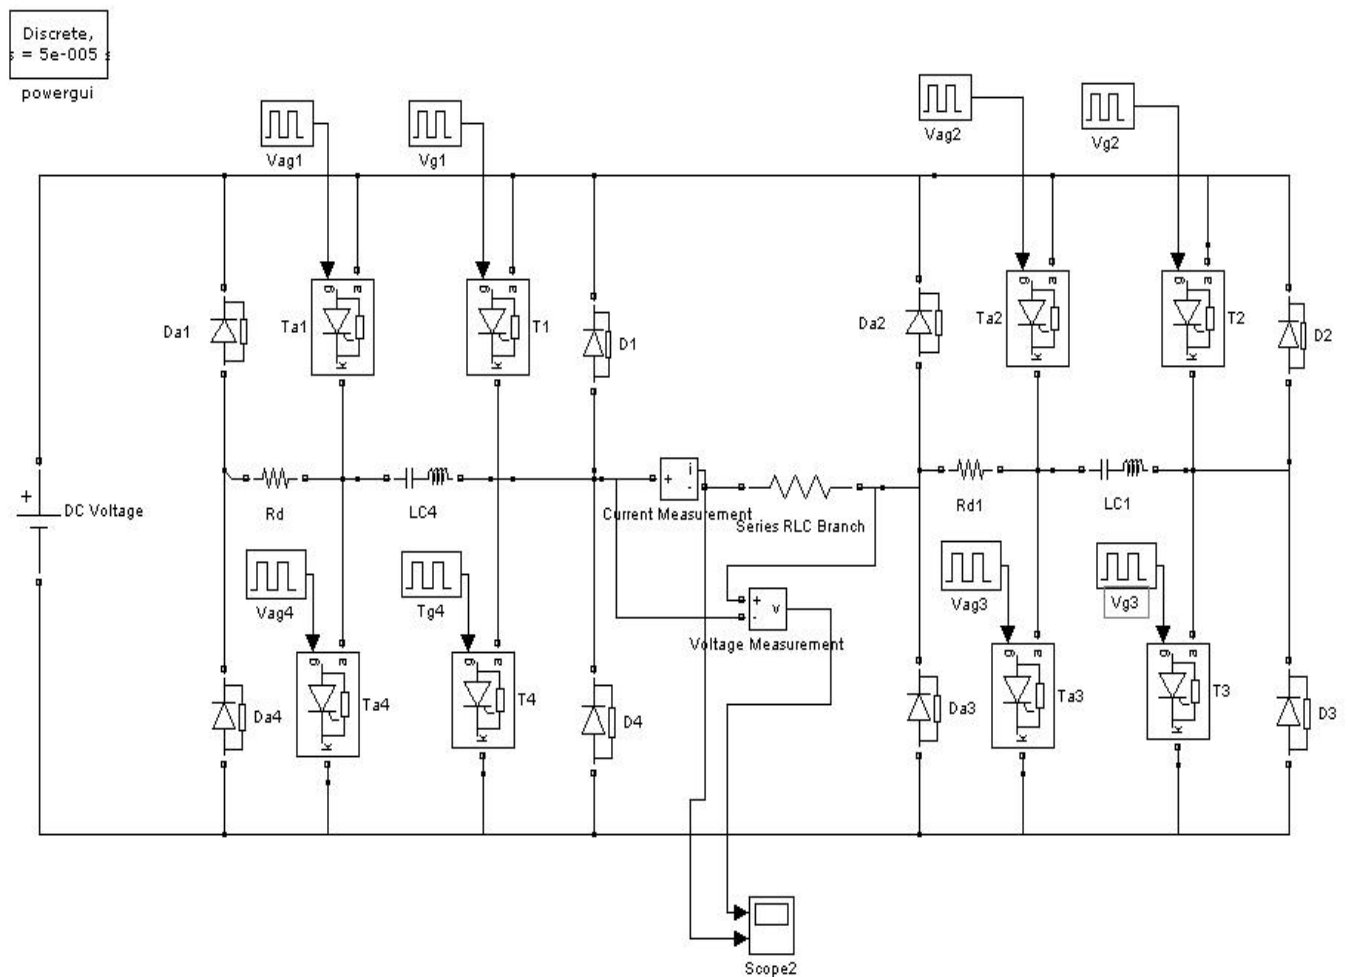 Discrete,
s = 5e-005 s
powergui
Vag1
Vg1
Vag2
Vg2
g a
k
Da1
Ta1
g a
k
T1
D1
Da2
Ta2
g a
k
T2
g a
k
D2
+
DC Voltage
Rd
LC4
+
i
-
Current Measurement
Series RLC Branch
Rd1
LC1
Vag4
Tg4
+
-
v
Voltage Measurement
Vag3
Vg3
Da4
g a
k
Ta4
g a
k
T4
D4
Da3
g a
k
Ta3
g a
k
T3
D3
Scope2